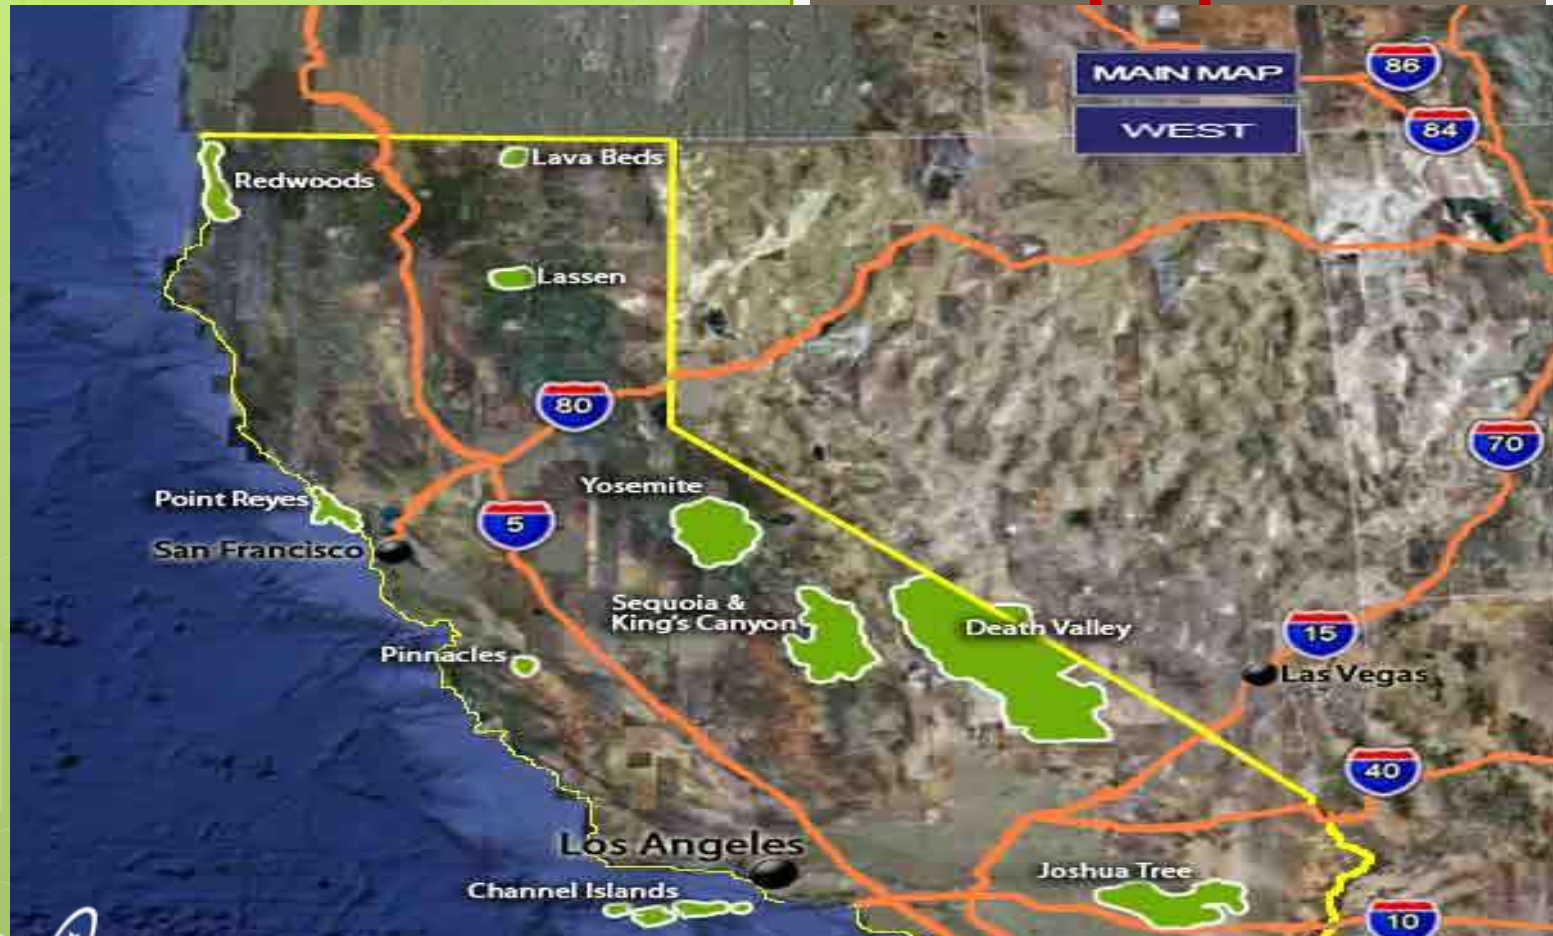 MAIN MAP
86
WEST
84
Lava Beds
Redwoods
Lassen
80
70
Yosemite
Point Reyes
5
San Francisco
Sequoia &
King's Canyon
Death Valley
15
Pinnacles
Las Vegas
40
Los Angeles
Joshua Tree
Channel Islands
10